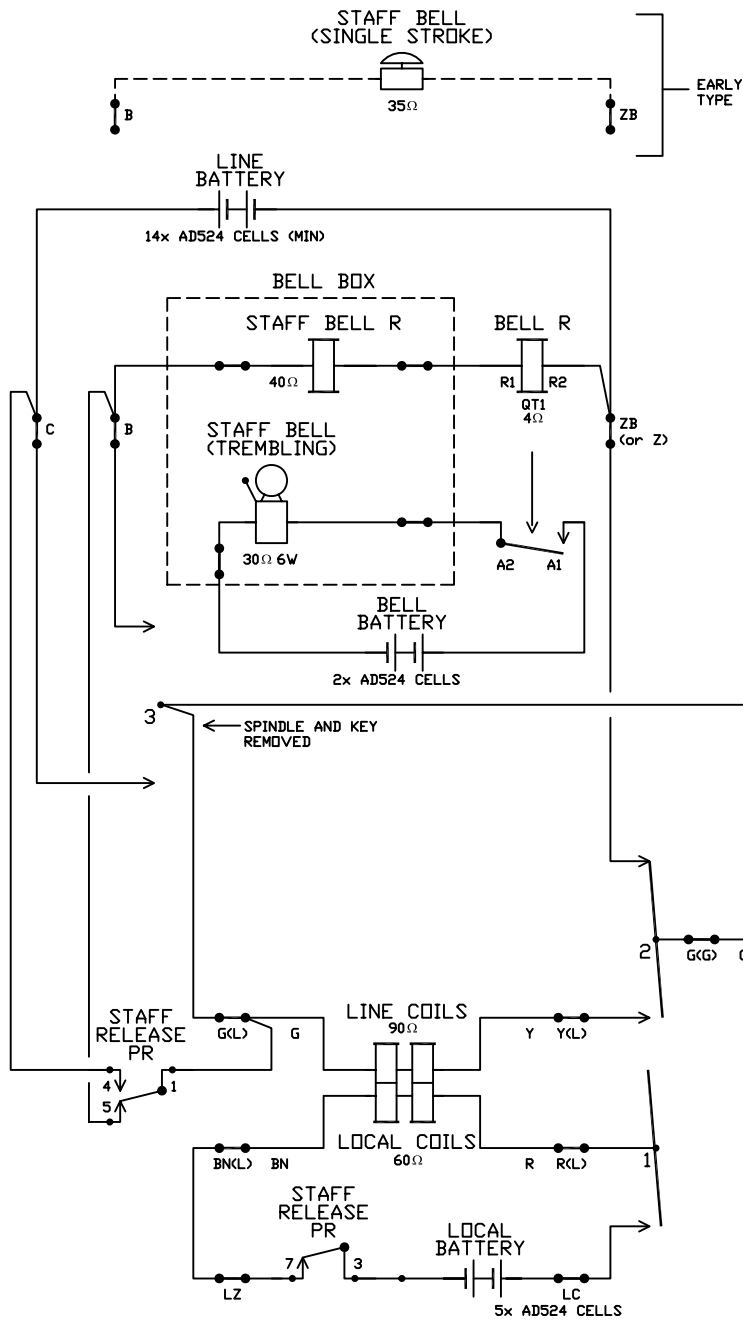 STAFF BELL
(SINGLE STROKE)
35Ω
B
ZB
EARLY
TYPE
LINE
BATTERY
14x AD524 CELLS (MIN)
BELL BOX
STAFF BELL R
BELL R
40Ω
R1
R2
QT1
4Ω
C
B
ZB
(or Z)
STAFF BELL
(TREMBLING)
30Ω 6W
A2
A1
BELL
BATTERY
2x AD524 CELLS
3
SPINDLE AND KEY
REMOVED
2
G(G)
STAFF
RELEASE
PR
G(L)
G
LINE COILS
90Ω
Y
Y(L)
4
1
5
LOCAL COILS
60Ω
BN(L)
BN
R
R(L)
1
STAFF
RELEASE
PR
7
3
LOCAL
BATTERY
LZ
LC
5x AD524 CELLS